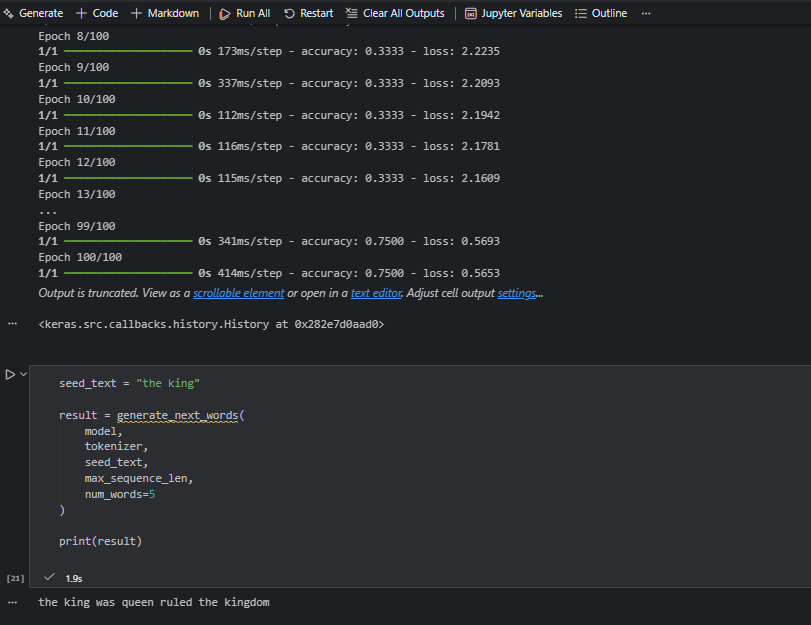 Generate + Code + Markdown Run All Restart Clear All Outputs Jupyter Variables Outline ...
Epoch 8/100
1/1 0s 173ms/step - accuracy: 0.3333 - loss: 2.2235
Epoch 9/100
1/1 0s 337ms/step - accuracy: 0.3333 - loss: 2.2093
Epoch 10/100
1/1 0s 112ms/step - accuracy: 0.3333 - loss: 2.1942
Epoch 11/100
1/1 0s 116ms/step - accuracy: 0.3333 - loss: 2.1781
Epoch 12/100
1/1 0s 115ms/step - accuracy: 0.3333 - loss: 2.1609
Epoch 13/100
...
Epoch 99/100
1/1 0s 341ms/step - accuracy: 0.7500 - loss: 0.5693
Epoch 100/100
1/1 0s 414ms/step - accuracy: 0.7500 - loss: 0.5653
Output is truncated. View as a scrollable element or open in a text editor. Adjust cell output settings...
... <keras.src.callbacks.history.History at 0x282e7d0aad0>
seed_text = "the king"
result = generate_next_words(
model,
tokenizer,
seed_text,
max_sequence_len,
num_words=5
)
print(result)
[21] 1.9s
... the king was queen ruled the kingdom